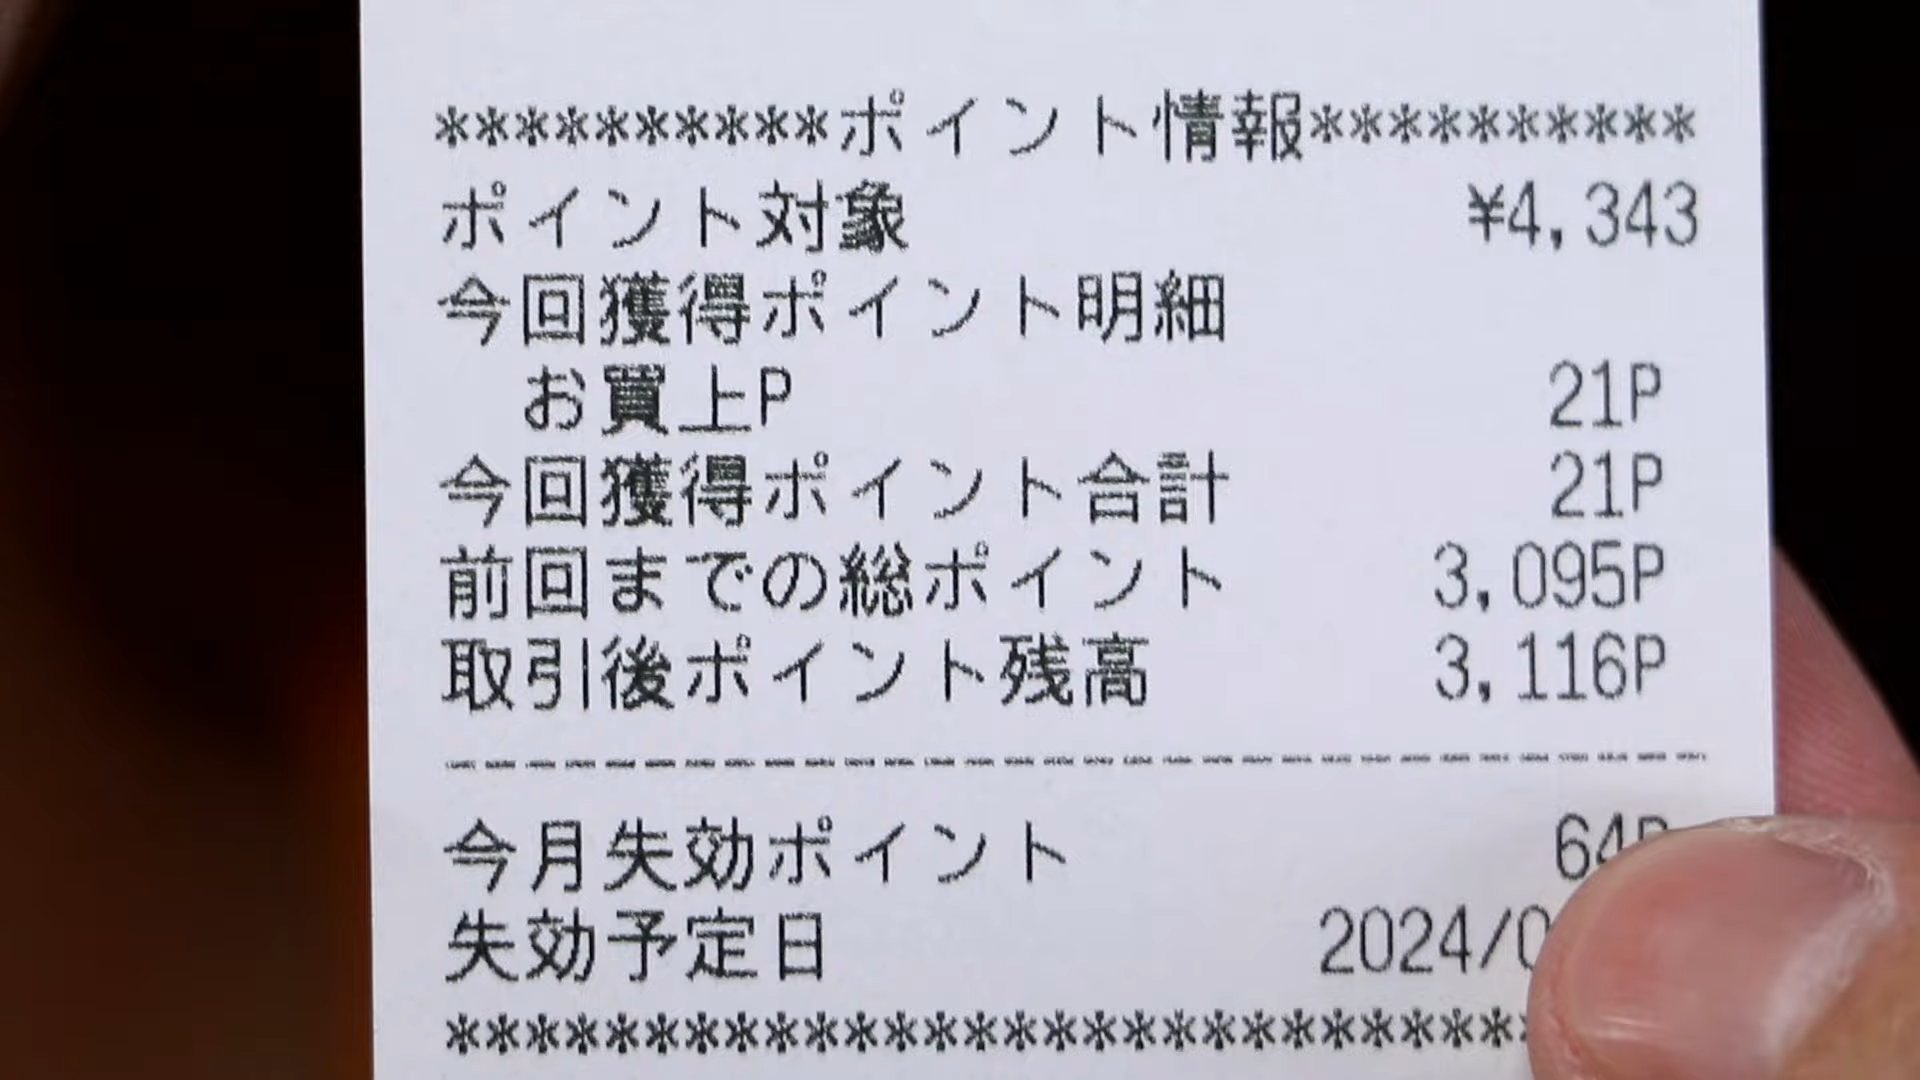 **********ポイント情報**********
ポイント対象 ¥4,343
今回獲得ポイント明細
お買上P 21P
今回獲得ポイント合計 21P
前回までの総ポイント 3,095P
取引後ポイント残高 3,116P
--------------------------------
今月失効ポイント 64P
失効予定日 2024/0
***************************